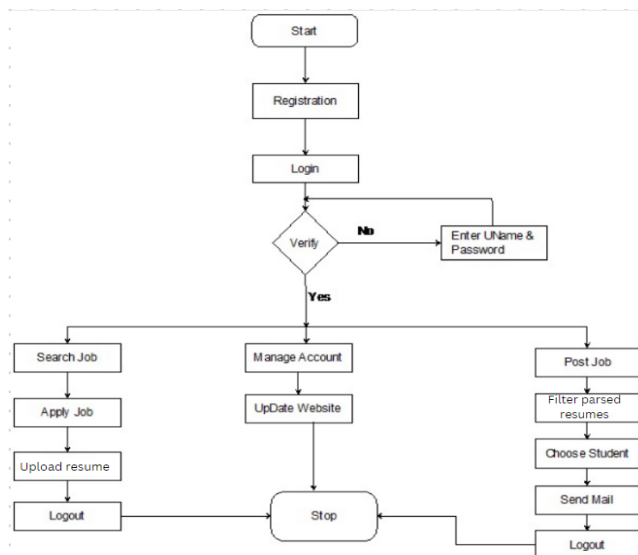 Start
Registration
Login
Verify
No
Enter UName &
Password
Yes
Search Job
Manage Account
Post Job
Apply Job
UpDate Website
Filter parsed
resumes
Upload resume
Choose Student
Logout
Stop
Send Mail
Logout